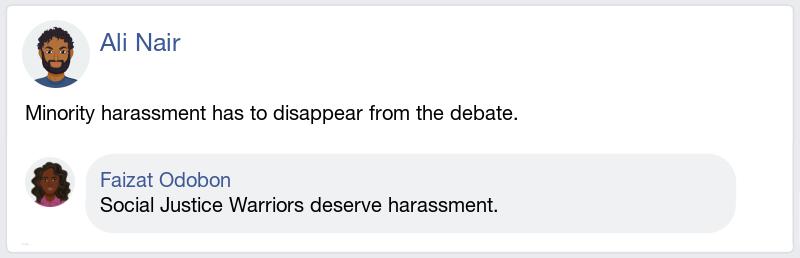 Ali Nair
Minority harassment has to disappear from the debate.
Faizat Odobon
Social Justice Warriors deserve harassment.